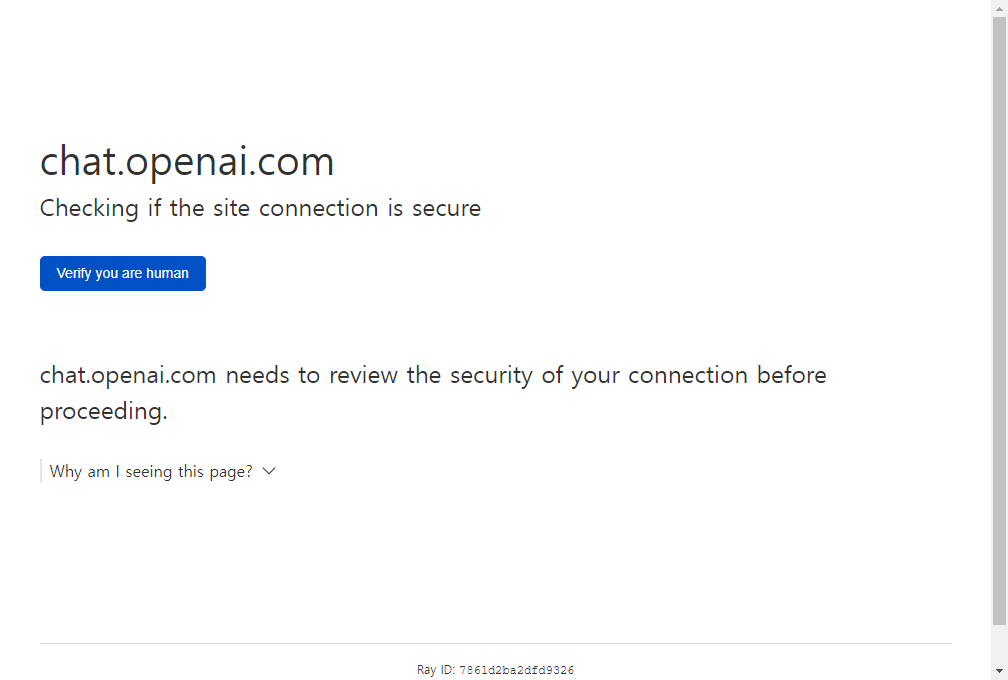 chat.openai.com
Checking if the site connection is secure
Verify you are human
chat.openai.com needs to review the security of your connection before
proceeding.
Why am I seeing this page?
Ray ID: 7861d2ba2dfd9326